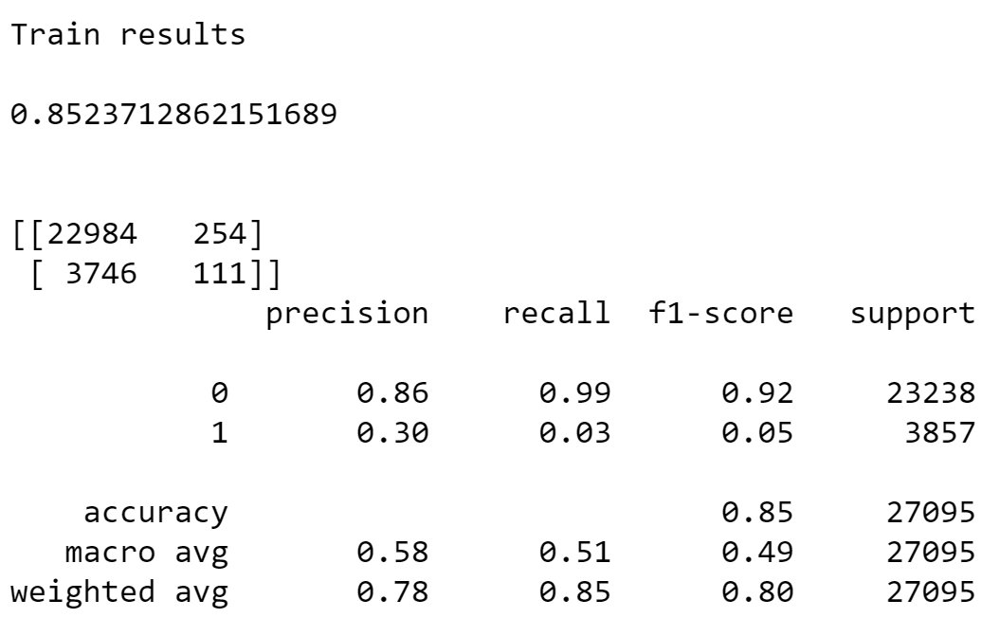 Train results
0.8523712862151689
[[22984   254]
 [ 3746   111]]
              precision    recall  f1-score   support
           0       0.86      0.99      0.92     23238
           1       0.30      0.03      0.05      3857
    accuracy                           0.85     27095
   macro avg       0.58      0.51      0.49     27095
weighted avg       0.78      0.85      0.80     27095